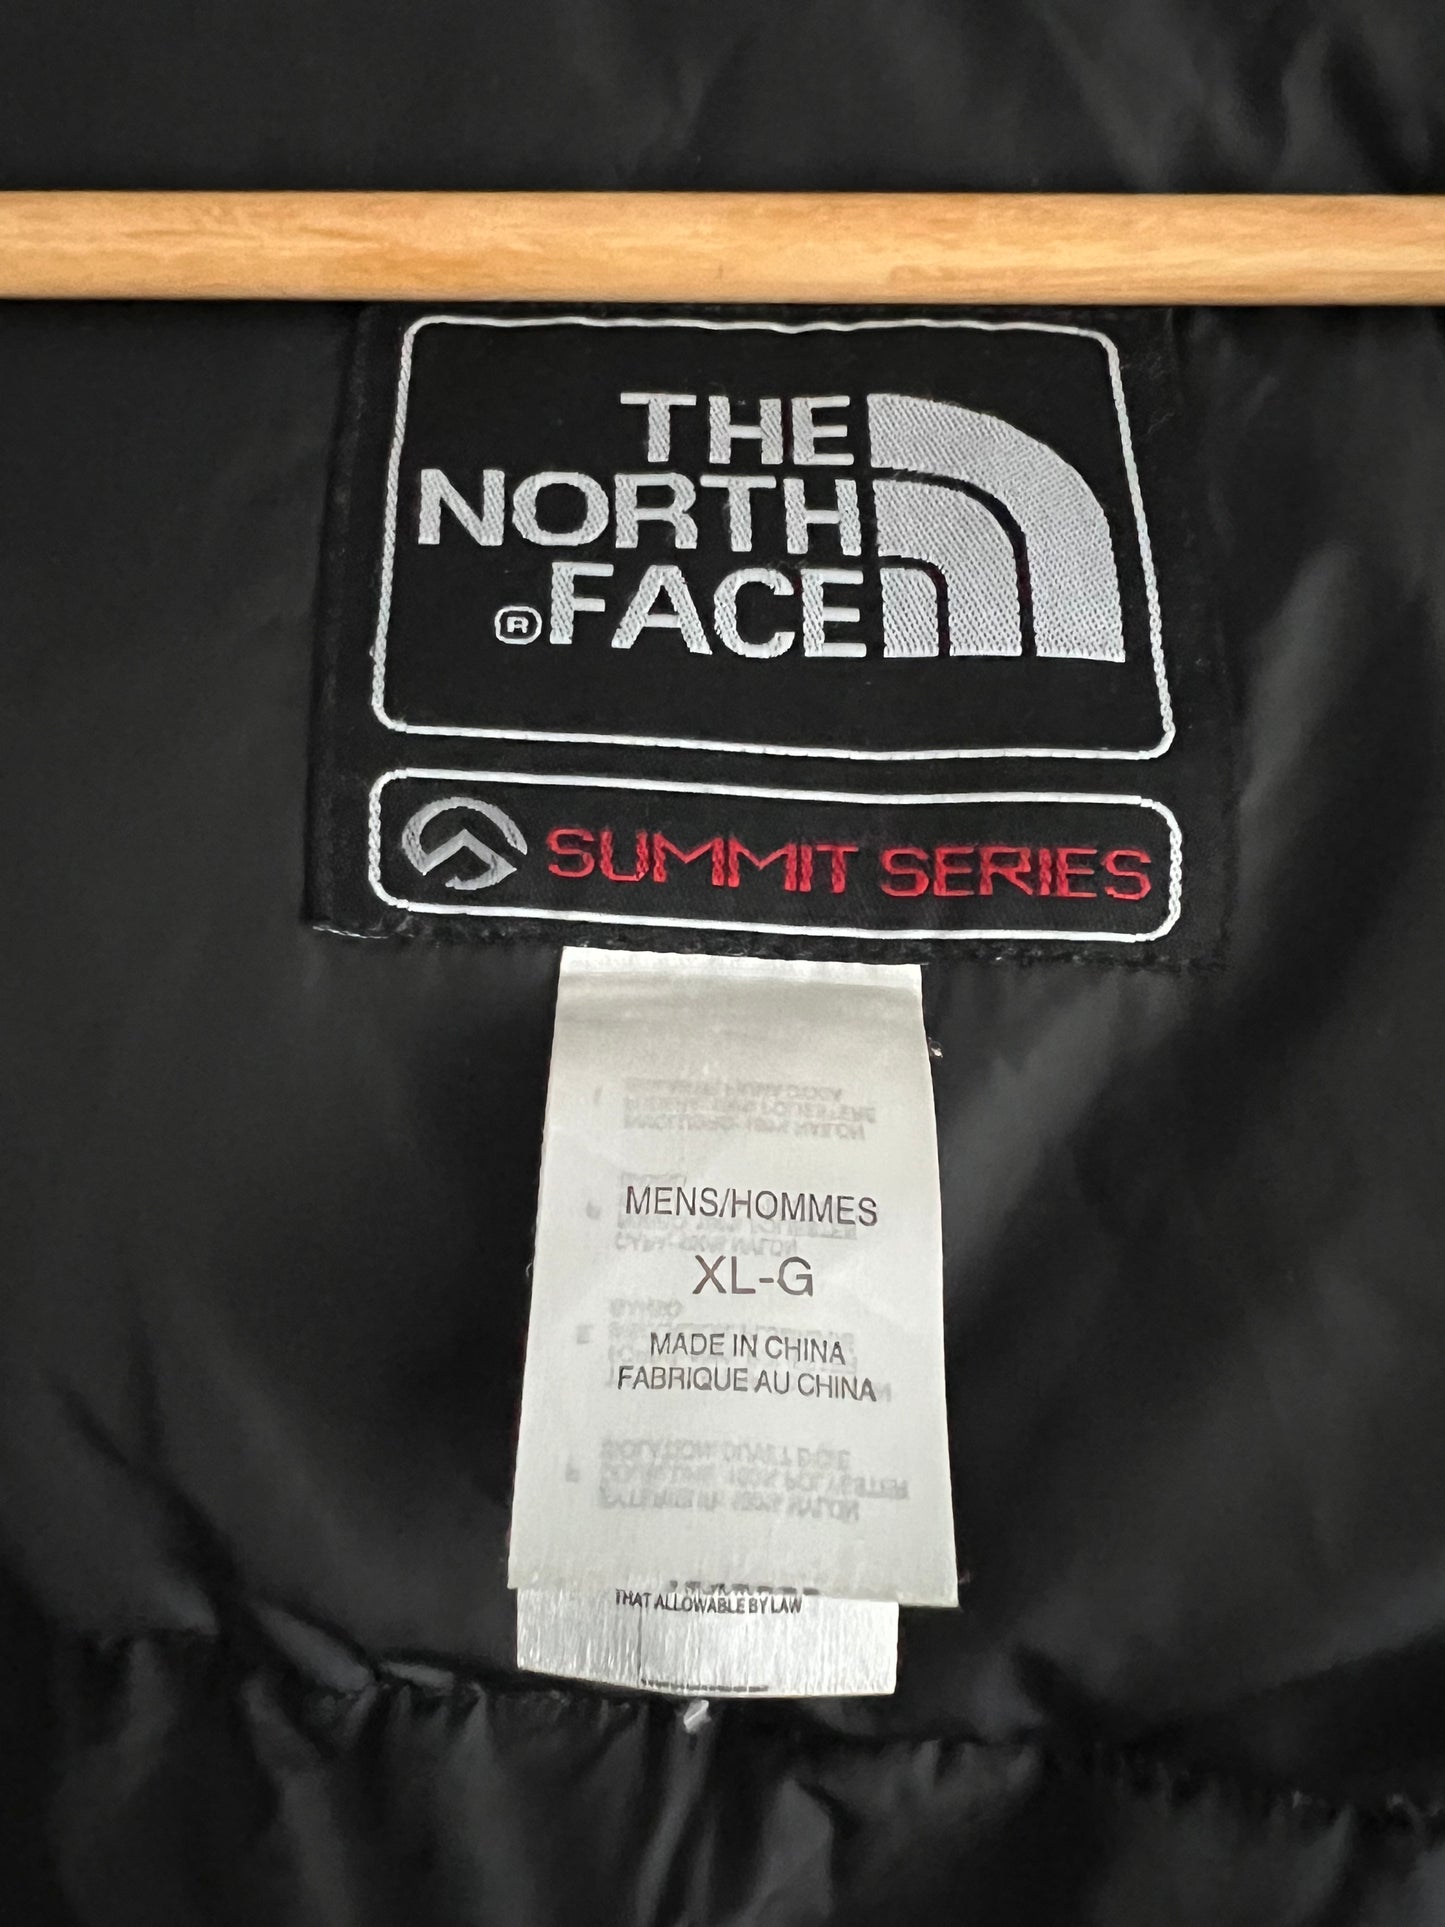 THE
NORTH
® FACE
SUMMIT SERIES
MENS/HOMMES
XL-G
MADE IN CHINA
FABRIQUE AU CHINA
THAT ALLOWABLE BY LAW